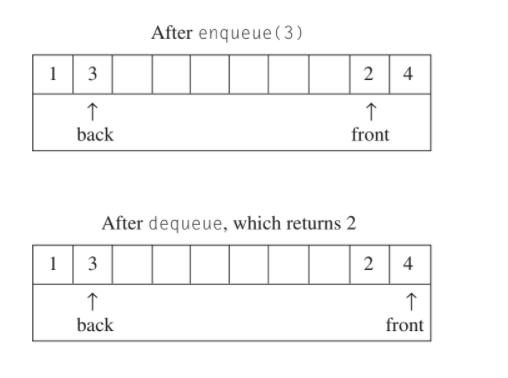 After enqueue(3)
1 3 2 4
↑ ↑
back front
After dequeue, which returns 2
1 3 2 4
↑ ↑
back front